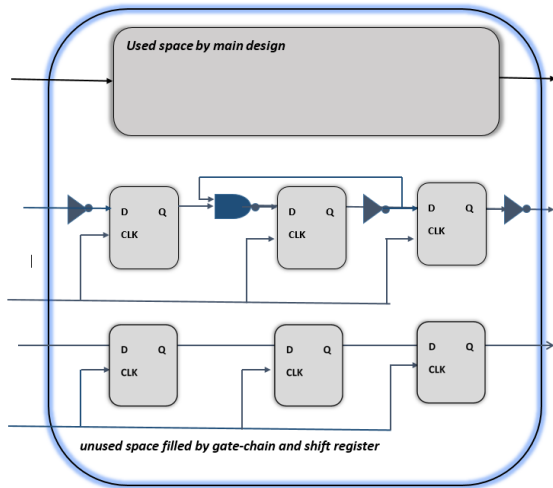 Used space by main design
D Q D Q D Q
CLK CLK CLK
D Q D Q D Q
CLK CLK CLK
unused space filled by gate-chain and shift register